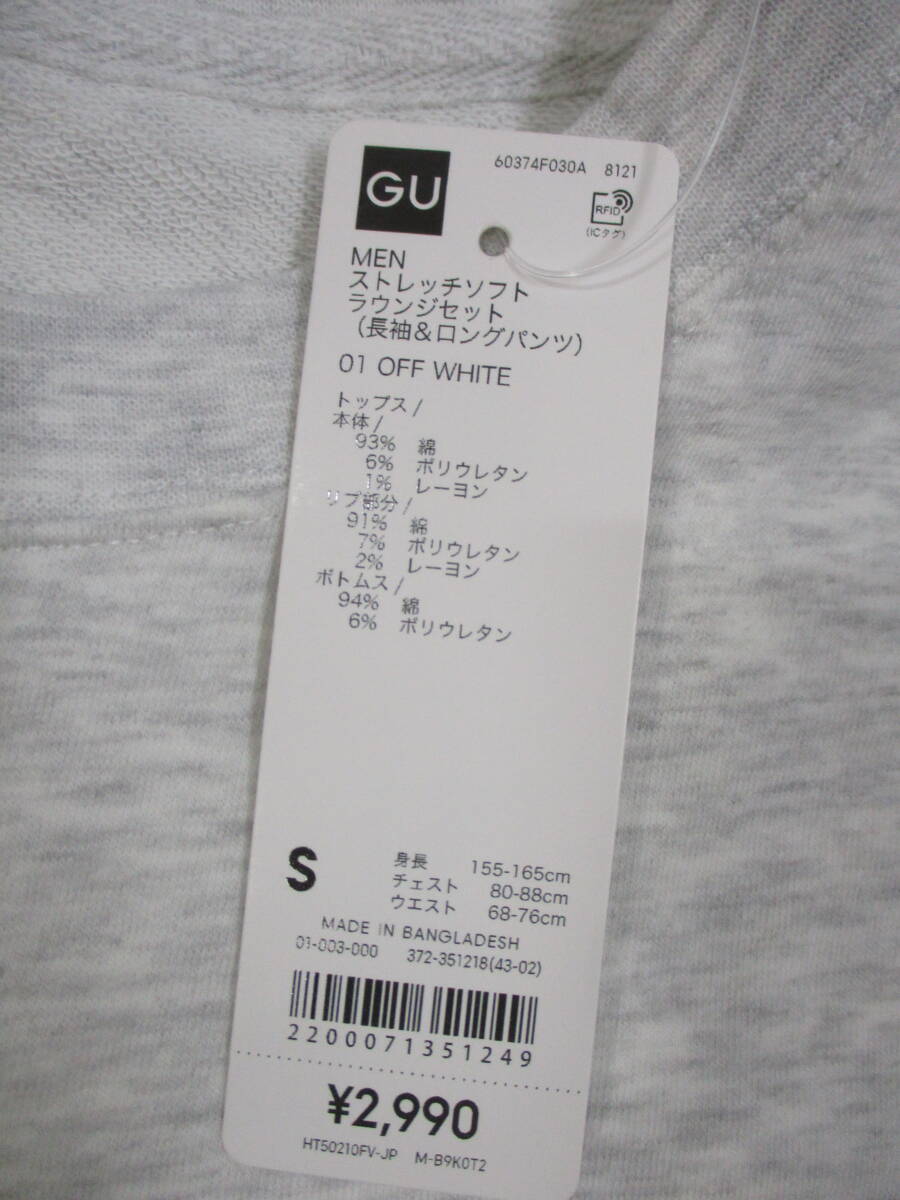 GU
60374F030A 8121
RFID
(ICタグ)
MEN
ストレッチソフト
ラウンジセット
(長袖&ロングパンツ)
01 OFF WHITE
トップス/
本体/
93% 綿
6% ポリウレタン
1% レーヨン
リブ部分/
91% 綿
7% ポリウレタン
2% レーヨン
ボトムス/
94% 綿
6% ポリウレタン
S
身長 155-165cm
チェスト 80-88cm
ウエスト 68-76cm
MADE IN BANGLADESH
01-003-000 372-351218(43-02)
2200071351249
¥2,990
HT50210FV-JP M-B9K0T2